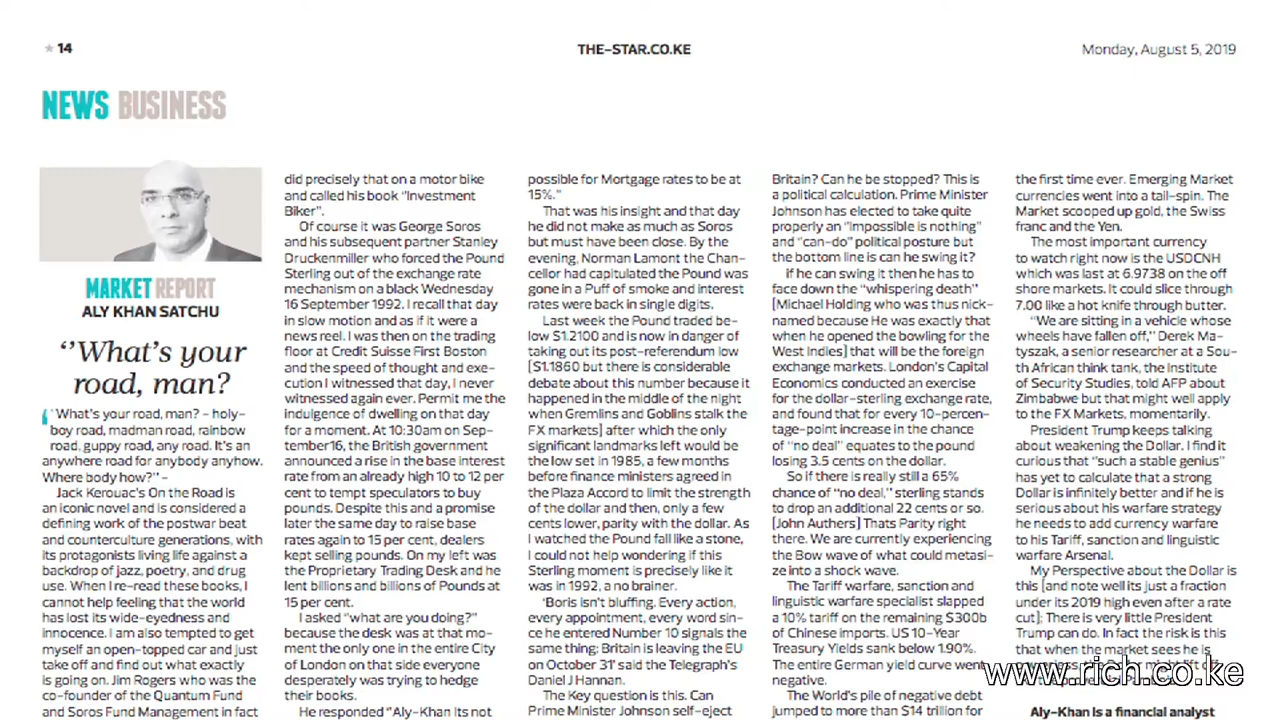 ★ 14
THE-STAR.CO.KE
Monday, August 5, 2019
NEWS BUSINESS
MARKET REPORT
ALY KHAN SATCHU
‘’What’s your
road, man?
‘ ‘What’s your road, man? – holy-
boy road, madman road, rainbow
road, guppy road, any road. It’s an
anywhere road for anybody anyhow.
Where body how?’’ –
Jack Kerouac’s On the Road is
an iconic novel and is considered a
defining work of the postwar beat
and counterculture generations, with
its protagonists living life against a
backdrop of jazz, poetry, and drug
use. When I re-read these books, I
cannot help feeling that the world
has lost its wide-eyedness and
innocence. I am also tempted to get
myself an open-topped car and just
take off and find out what exactly
is going on. Jim Rogers who was the
co-founder of the Quantum Fund
and Soros Fund Management in fact
did precisely that on a motor bike
and called his book “Investment
Biker”.
Of course it was George Soros
and his subsequent partner Stanley
Druckenmiller who forced the Pound
Sterling out of the exchange rate
mechanism on a black Wednesday
16 September 1992. I recall that day
in slow motion and as if it were a
news reel. I was then on the trading
floor at Credit Suisse First Boston
and the speed of thought and exe-
cution I witnessed that day, I never
witnessed again ever. Permit me the
indulgence of dwelling on that day
for a moment. At 10:30am on Sep-
tember16, the British government
announced a rise in the base interest
rate from an already high 10 to 12 per
cent to tempt speculators to buy
pounds. Despite this and a promise
later the same day to raise base
rates again to 15 per cent, dealers
kept selling pounds. On my left was
the Proprietary Trading Desk and he
lent billions and billions of Pounds at
15 per cent.
I asked “what are you doing?”
because the desk was at that mo-
ment the only one in the entire City
of London on that side everyone
desperately was trying to hedge
their books.
He responded “Aly-Khan Its not
possible for Mortgage rates to be at
15%.”
That was his insight and that day
he did not make as much as Soros
but must have been close. By the
evening, Norman Lamont the Chan-
cellor had capitulated the Pound was
gone in a Puff of smoke and interest
rates were back in single digits.
Last week the Pound traded be-
low $1.2100 and is now in danger of
taking out its post-referendum low
[$1.1860 but there is considerable
debate about this number because it
happened in the middle of the night
when Gremlins and Goblins stalk the
FX markets] after which the only
significant landmarks left would be
the low set in 1985, a few months
before finance ministers agreed in
the Plaza Accord to limit the strength
of the dollar and then, only a few
cents lower, parity with the dollar. As
I watched the Pound fall like a stone,
I could not help wondering if this
Sterling moment is precisely like it
was in 1992, a no brainer.
‘Boris isn’t bluffing. Every action,
every appointment, every word sin-
ce he entered Number 10 signals the
same thing: Britain is leaving the EU
on October 31’ said the Telegraph’s
Daniel J Hannan.
The Key question is this. Can
Prime Minister Johnson self-eject
Britain? Can he be stopped? This is
a political calculation. Prime Minister
Johnson has elected to take quite
properly an “Impossible is nothing”
and “can-do” political posture but
the bottom line is can he swing it?
If he can swing it then he has to
face down the “whispering death”
[Michael Holding who was thus nick-
named because He was exactly that
when he opened the bowling for the
West Indies] that will be the foreign
exchange markets. London’s Capital
Economics conducted an exercise
for the dollar-sterling exchange rate,
and found that for every 10-percen-
tage-point increase in the chance
of “no deal” equates to the pound
losing 3.5 cents on the dollar.
So if there is really still a 65%
chance of “no deal,” sterling stands
to drop an additional 22 cents or so.
[John Authers] Thats Parity right
there. We are currently experiencing
the Bow wave of what could metasi-
ze into a shock wave.
The Tariff warfare, sanction and
linguistic warfare specialist slapped
a 10% tariff on the remaining $300b
of Chinese imports. US 10-Year
Treasury Yields sank below 1.90%.
The entire German yield curve went
negative.
The World’s pile of negative debt
jumped to more than $14 trillion for
the first time ever. Emerging Market
currencies went into a tail-spin. The
Market scooped up gold, the Swiss
franc and the Yen.
The most important currency
to watch right now is the USDCNH
which was last at 6.9738 on the off
shore markets. It could slice through
7.00 like a hot knife through butter.
“We are sitting in a vehicle whose
wheels have fallen off,” Derek Ma-
tyszak, a senior researcher at a Sou-
th African think tank, the Institute
of Security Studies, told AFP about
Zimbabwe but that might well apply
to the FX Markets, momentarily.
President Trump keeps talking
about weakening the Dollar. I find it
curious that “such a stable genius”
has yet to calculate that a strong
Dollar is infinitely better and if he is
serious about his warfare strategy
he needs to add currency warfare
to his Tariff, sanction and linguistic
warfare Arsenal.
My Perspective about the Dollar is
this [and note well its just a fraction
under its 2019 high even after a rate
cut]: There is very little President
Trump can do. In fact the risk is this
that when the market sees he is
www.rich.co.ke
Aly-Khan is a financial analyst